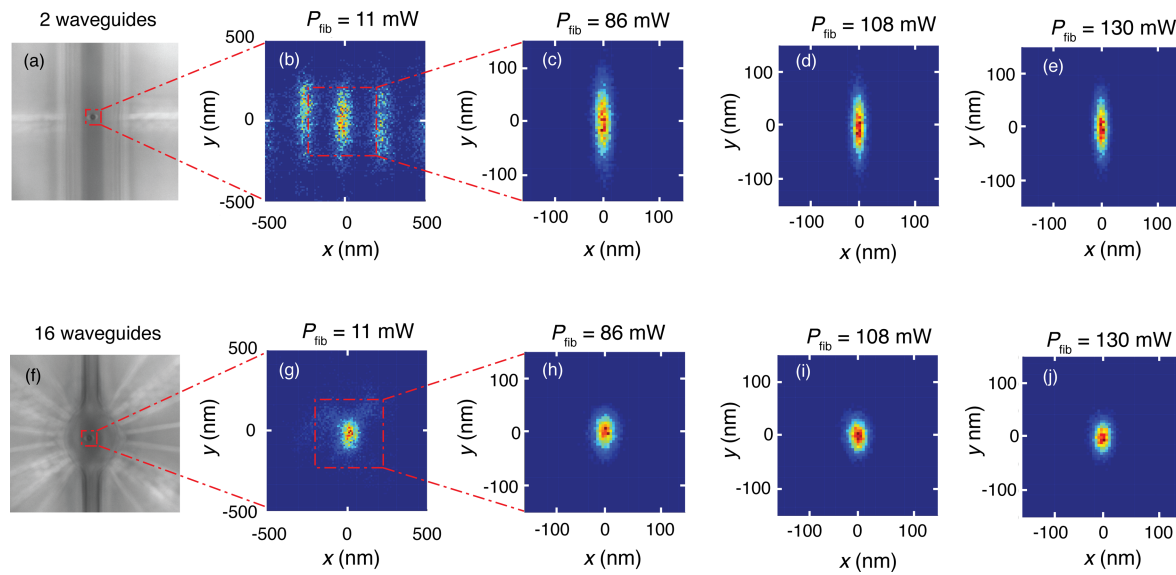 2 waveguides
P_fib = 11 mW
P_fib = 86 mW
P_fib = 108 mW
P_fib = 130 mW
(a)
(b)
(c)
(d)
(e)
500
0
-500
y (nm)
-500
0
500
x (nm)
100
0
-100
y (nm)
-100
0
100
x (nm)
100
0
-100
y (nm)
-100
0
100
x (nm)
100
0
-100
y (nm)
-100
0
100
x (nm)
16 waveguides
P_fib = 11 mW
P_fib = 86 mW
P_fib = 108 mW
P_fib = 130 mW
(f)
(g)
(h)
(i)
(j)
500
0
-500
y (nm)
-500
0
500
x (nm)
100
0
-100
y (nm)
-100
0
100
x (nm)
100
0
-100
y (nm)
-100
0
100
x (nm)
100
0
-100
y nm)
-100
0
100
x (nm)